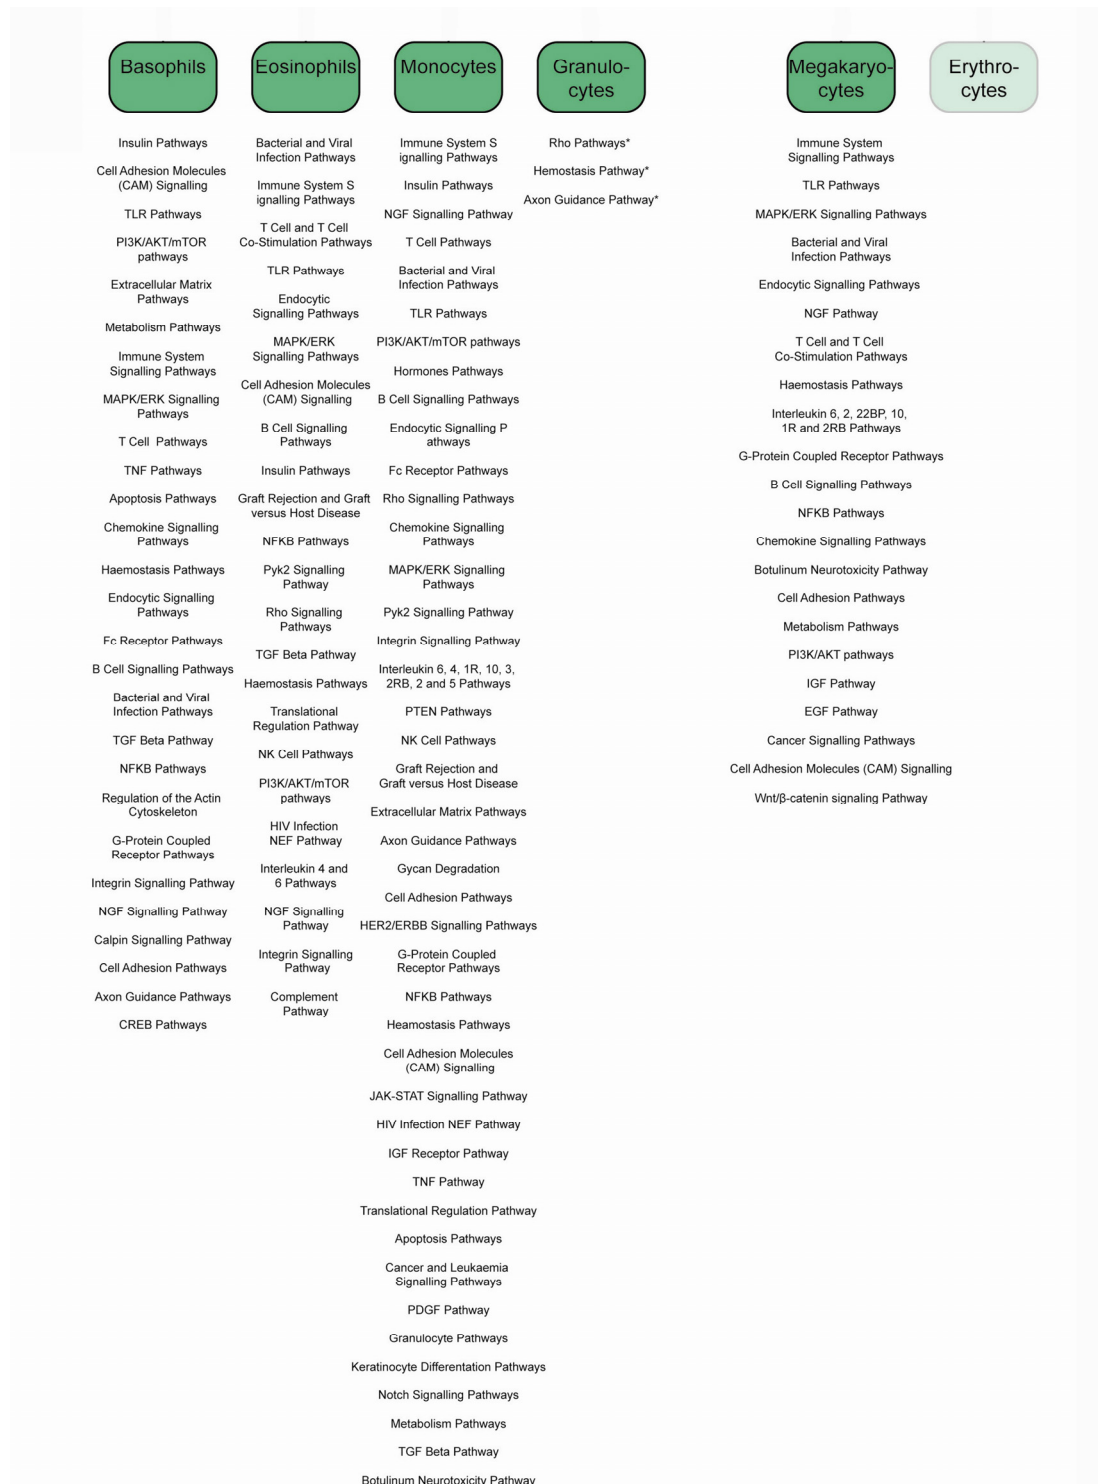 Basophils
Insulin Pathways
Cell Adhesion Molecules
(CAM) Signalling
TLR Pathways
PI3K/AKT/mTOR
pathways
Extracellular Matrix
Pathways
Metabolism Pathways
Immune System
Signalling Pathways
MAPK/ERK Signalling
Pathways
T Cell Pathways
TNF Pathways
Apoptosis Pathways
Chemokine Signalling
Pathways
Haemostasis Pathways
Endocytic Signalling
Pathways
Fc Receptor Pathways
B Cell Signalling Pathways
Bacterial and Viral
Infection Pathways
TGF Beta Pathway
NFKB Pathways
Regulation of the Actin
Cytoskeleton
G-Protein Coupled
Receptor Pathways
Integrin Signalling Pathway
NGF Signalling Pathway
Calpin Signalling Pathway
Cell Adhesion Pathways
Axon Guidance Pathways
CREB Pathways
Eosinophils
Bacterial and Viral
Infection Pathways
Immune System S
ignalling Pathways
T Cell and T Cell
Co-Stimulation Pathways
TLR Pathways
Endocytic
Signalling Pathways
MAPK/ERK
Signalling Pathways
Cell Adhesion Molecules
(CAM) Signalling
B Cell Signalling
Pathways
Insulin Pathways
Graft Rejection and Graft
versus Host Disease
NFKB Pathways
Pyk2 Signalling
Pathway
Rho Signalling
Pathways
TGF Beta Pathway
Haemostasis Pathways
Translational
Regulation Pathway
NK Cell Pathways
PI3K/AKT/mTOR
pathways
HIV Infection
NEF Pathway
Interleukin 4 and
6 Pathways
NGF Signalling
Pathway
Integrin Signalling
Pathway
Complement
Pathway
Monocytes
Immune System S
ignalling Pathways
Insulin Pathways
NGF Signalling Pathway
T Cell Pathways
Bacterial and Viral
Infection Pathways
TLR Pathways
PI3K/AKT/mTOR pathways
Hormones Pathways
B Cell Signalling Pathways
Endocytic Signalling P
athways
Fc Receptor Pathways
Rho Signalling Pathways
Chemokine Signalling
Pathways
MAPK/ERK Signalling
Pathways
Pyk2 Signalling Pathway
Integrin Signalling Pathway
Interleukin 6, 4, 1R, 10, 3,
2RB, 2 and 5 Pathways
PTEN Pathways
NK Cell Pathways
Graft Rejection and
Graft versus Host Disease
Extracellular Matrix Pathways
Axon Guidance Pathways
Gycan Degradation
Cell Adhesion Pathways
HER2/ERBB Signalling Pathways
G-Protein Coupled
Receptor Pathways
NFKB Pathways
Heamostasis Pathways
Cell Adhesion Molecules
(CAM) Signalling
JAK-STAT Signalling Pathway
HIV Infection NEF Pathway
IGF Receptor Pathway
TNF Pathway
Translational Regulation Pathway
Apoptosis Pathways
Cancer and Leukaemia
Signalling Pathways
PDGF Pathway
Granulocyte Pathways
Keratinocyte Differentation Pathways
Notch Signalling Pathways
Metabolism Pathways
TGF Beta Pathway
Botulinum Neurotoxicity Pathway
Granulo-
cytes
Rho Pathways*
Hemostasis Pathway*
Axon Guidance Pathway*
Megakaryo-
cytes
Immune System
Signalling Pathways
TLR Pathways
MAPK/ERK Signalling Pathways
Bacterial and Viral
Infection Pathways
Endocytic Signalling Pathways
NGF Pathway
T Cell and T Cell
Co-Stimulation Pathways
Haemostasis Pathways
Interleukin 6, 2, 22BP, 10,
1R and 2RB Pathways
G-Protein Coupled Receptor Pathways
B Cell Signalling Pathways
NFKB Pathways
Chemokine Signalling Pathways
Botulinum Neurotoxicity Pathway
Cell Adhesion Pathways
Metabolism Pathways
PI3K/AKT pathways
IGF Pathway
EGF Pathway
Cancer Signalling Pathways
Cell Adhesion Molecules (CAM) Signalling
Wnt/β-catenin signaling Pathway
Erythro-
cytes